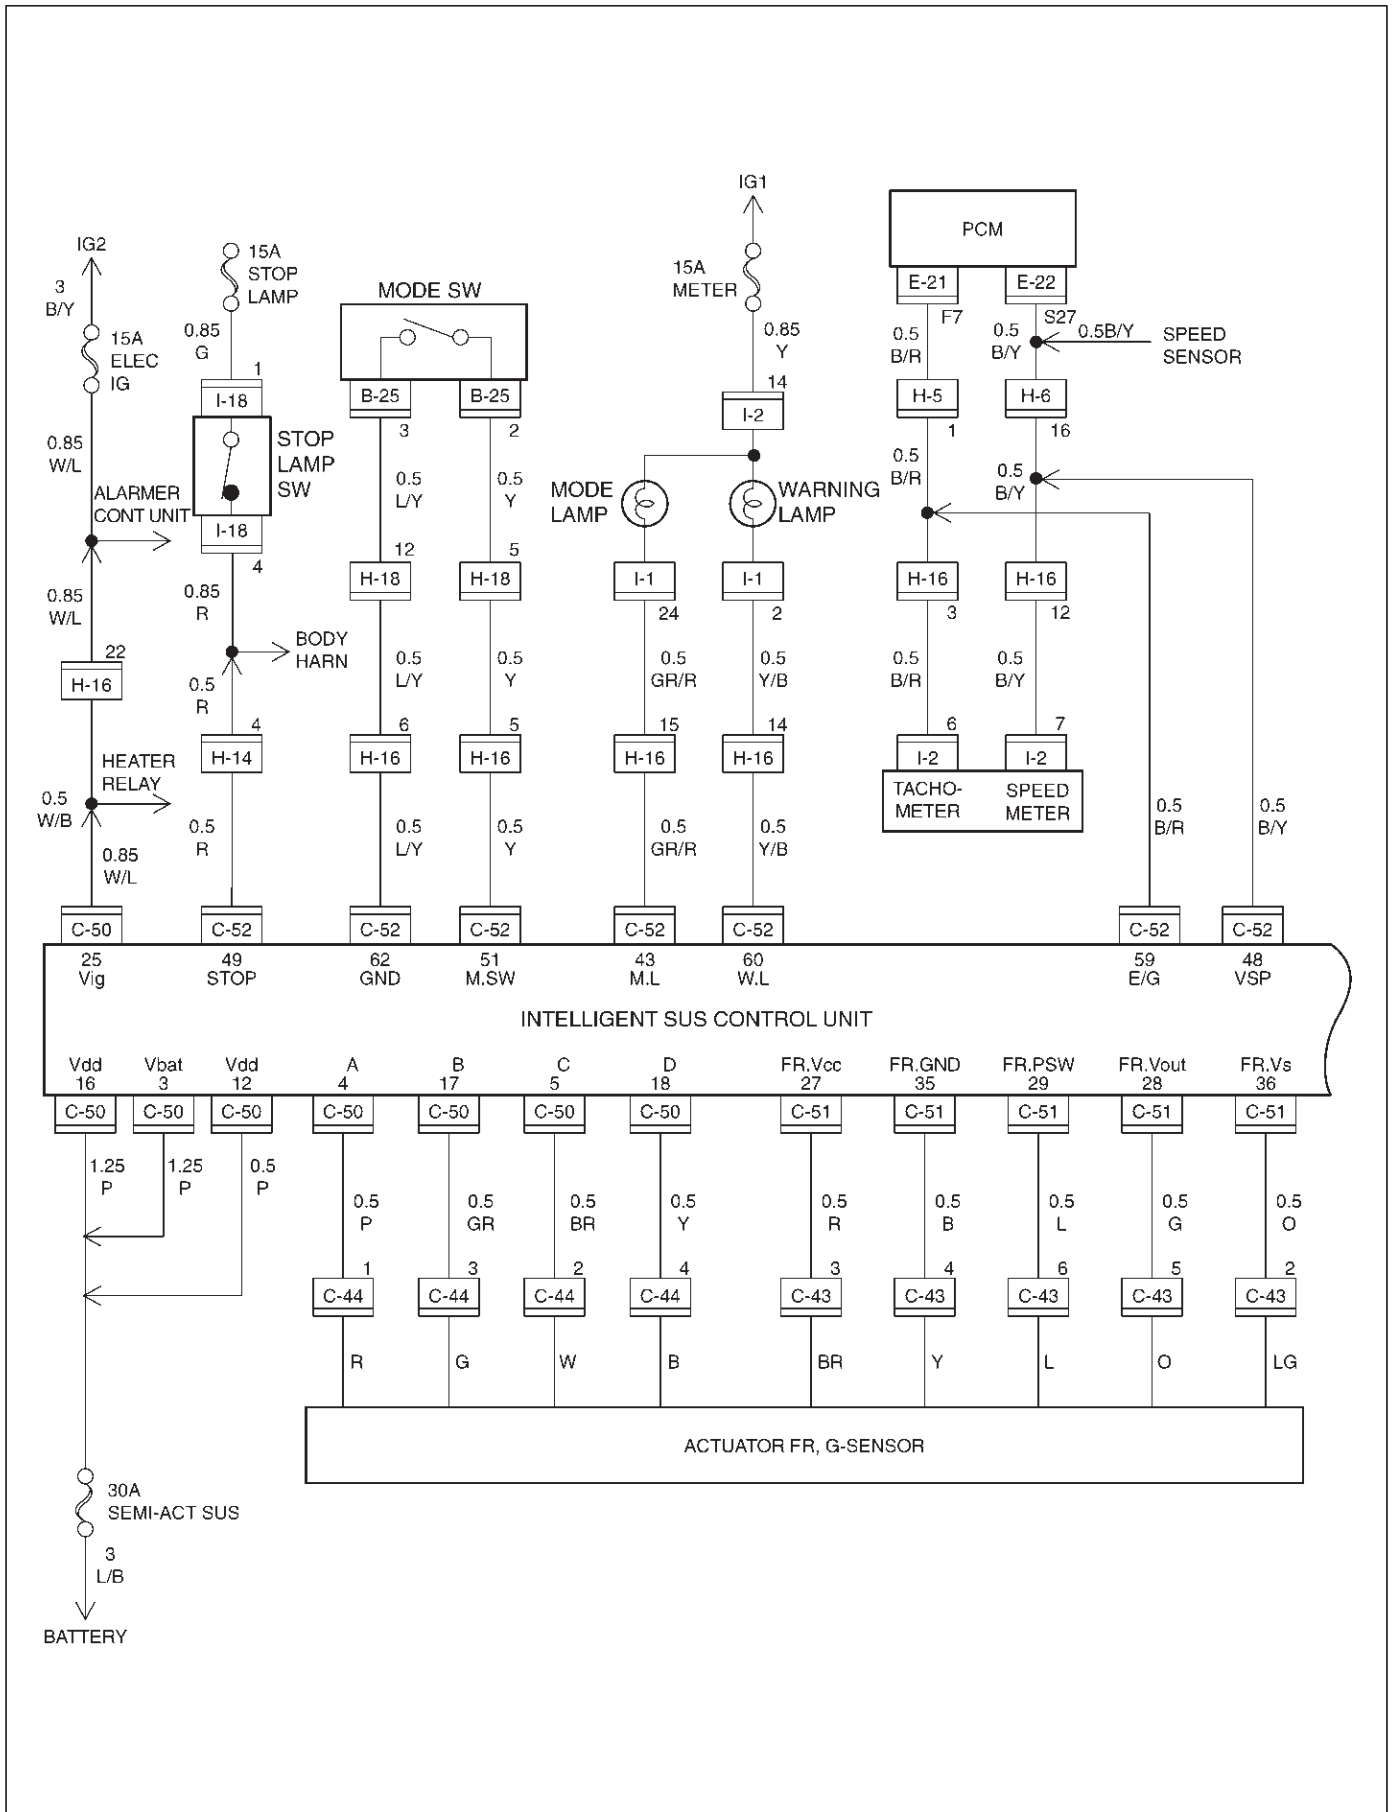 IG1
PCM
IG2
3
B/Y
15A
STOP
LAMP
15A
METER
MODE SW
E-21
E-22
F7
S27
0.5B/Y
SPEED
SENSOR
15A
ELEC
IG
0.85
G
0.85
Y
0.5
B/R
0.5
B/Y
1
I-18
B-25
B-25
14
I-2
H-5
H-6
3
2
1
16
0.85
W/L
STOP
LAMP
SW
0.5
B/R
0.5
B/Y
ALARMER
CONT UNIT
0.5
L/Y
0.5
Y
MODE
LAMP
WARNING
LAMP
I-18
4
12
5
H-18
H-18
I-1
I-1
H-16
H-16
24
2
3
12
0.85
W/L
0.85
R
BODY
HARN
22
H-16
0.5
R
0.5
L/Y
0.5
Y
0.5
GR/R
0.5
Y/B
0.5
B/R
0.5
B/Y
4
6
5
15
14
6
7
H-14
H-16
H-16
H-16
H-16
I-2
I-2
HEATER
RELAY
TACHO-
METER
SPEED
METER
0.5
W/B
0.85
W/L
0.5
R
0.5
L/Y
0.5
Y
0.5
GR/R
0.5
Y/B
0.5
B/R
0.5
B/Y
C-50
C-52
C-52
C-52
C-52
C-52
C-52
C-52
25
49
62
51
43
60
59
48
Vig
STOP
GND
M.SW
M.L
W.L
E/G
VSP
INTELLIGENT SUS CONTROL UNIT
Vdd
Vbat
Vdd
A
B
C
D
FR.Vcc
FR.GND
FR.PSW
FR.Vout
FR.Vs
16
3
12
4
17
5
18
27
35
29
28
36
C-50
C-50
C-50
C-50
C-50
C-50
C-50
C-51
C-51
C-51
C-51
C-51
1.25
P
1.25
P
0.5
P
0.5
P
0.5
GR
0.5
BR
0.5
Y
0.5
R
0.5
B
0.5
L
0.5
G
0.5
O
1
3
2
4
3
4
6
5
2
C-44
C-44
C-44
C-44
C-43
C-43
C-43
C-43
C-43
R
G
W
B
BR
Y
L
O
LG
ACTUATOR FR, G-SENSOR
30A
SEMI-ACT SUS
3
L/B
BATTERY